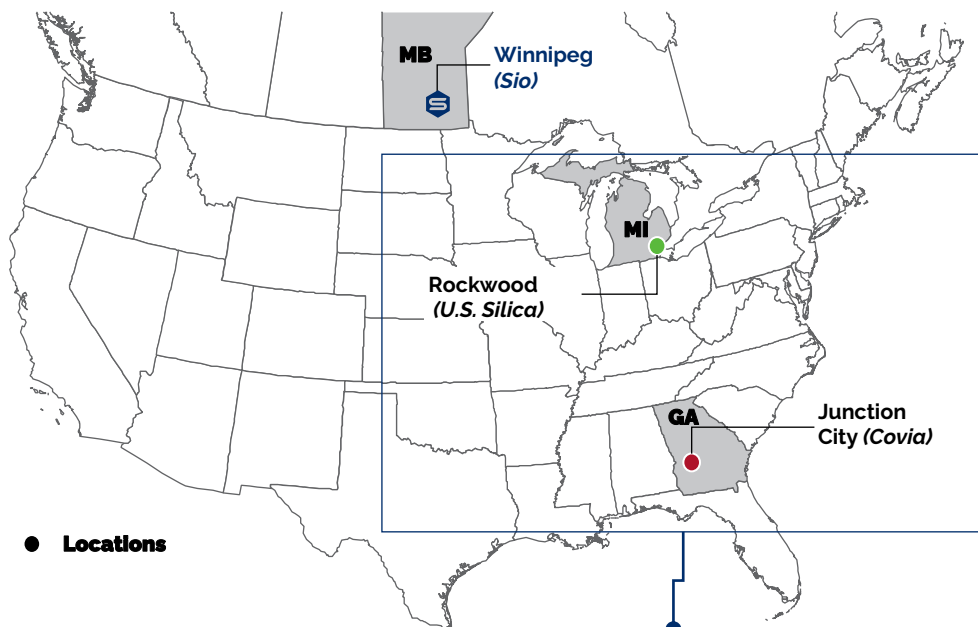 MB
Winnipeg
(Sio)
S
MI
Rockwood
(U.S. Silica)
GA
Junction
City (Covia)
Locations